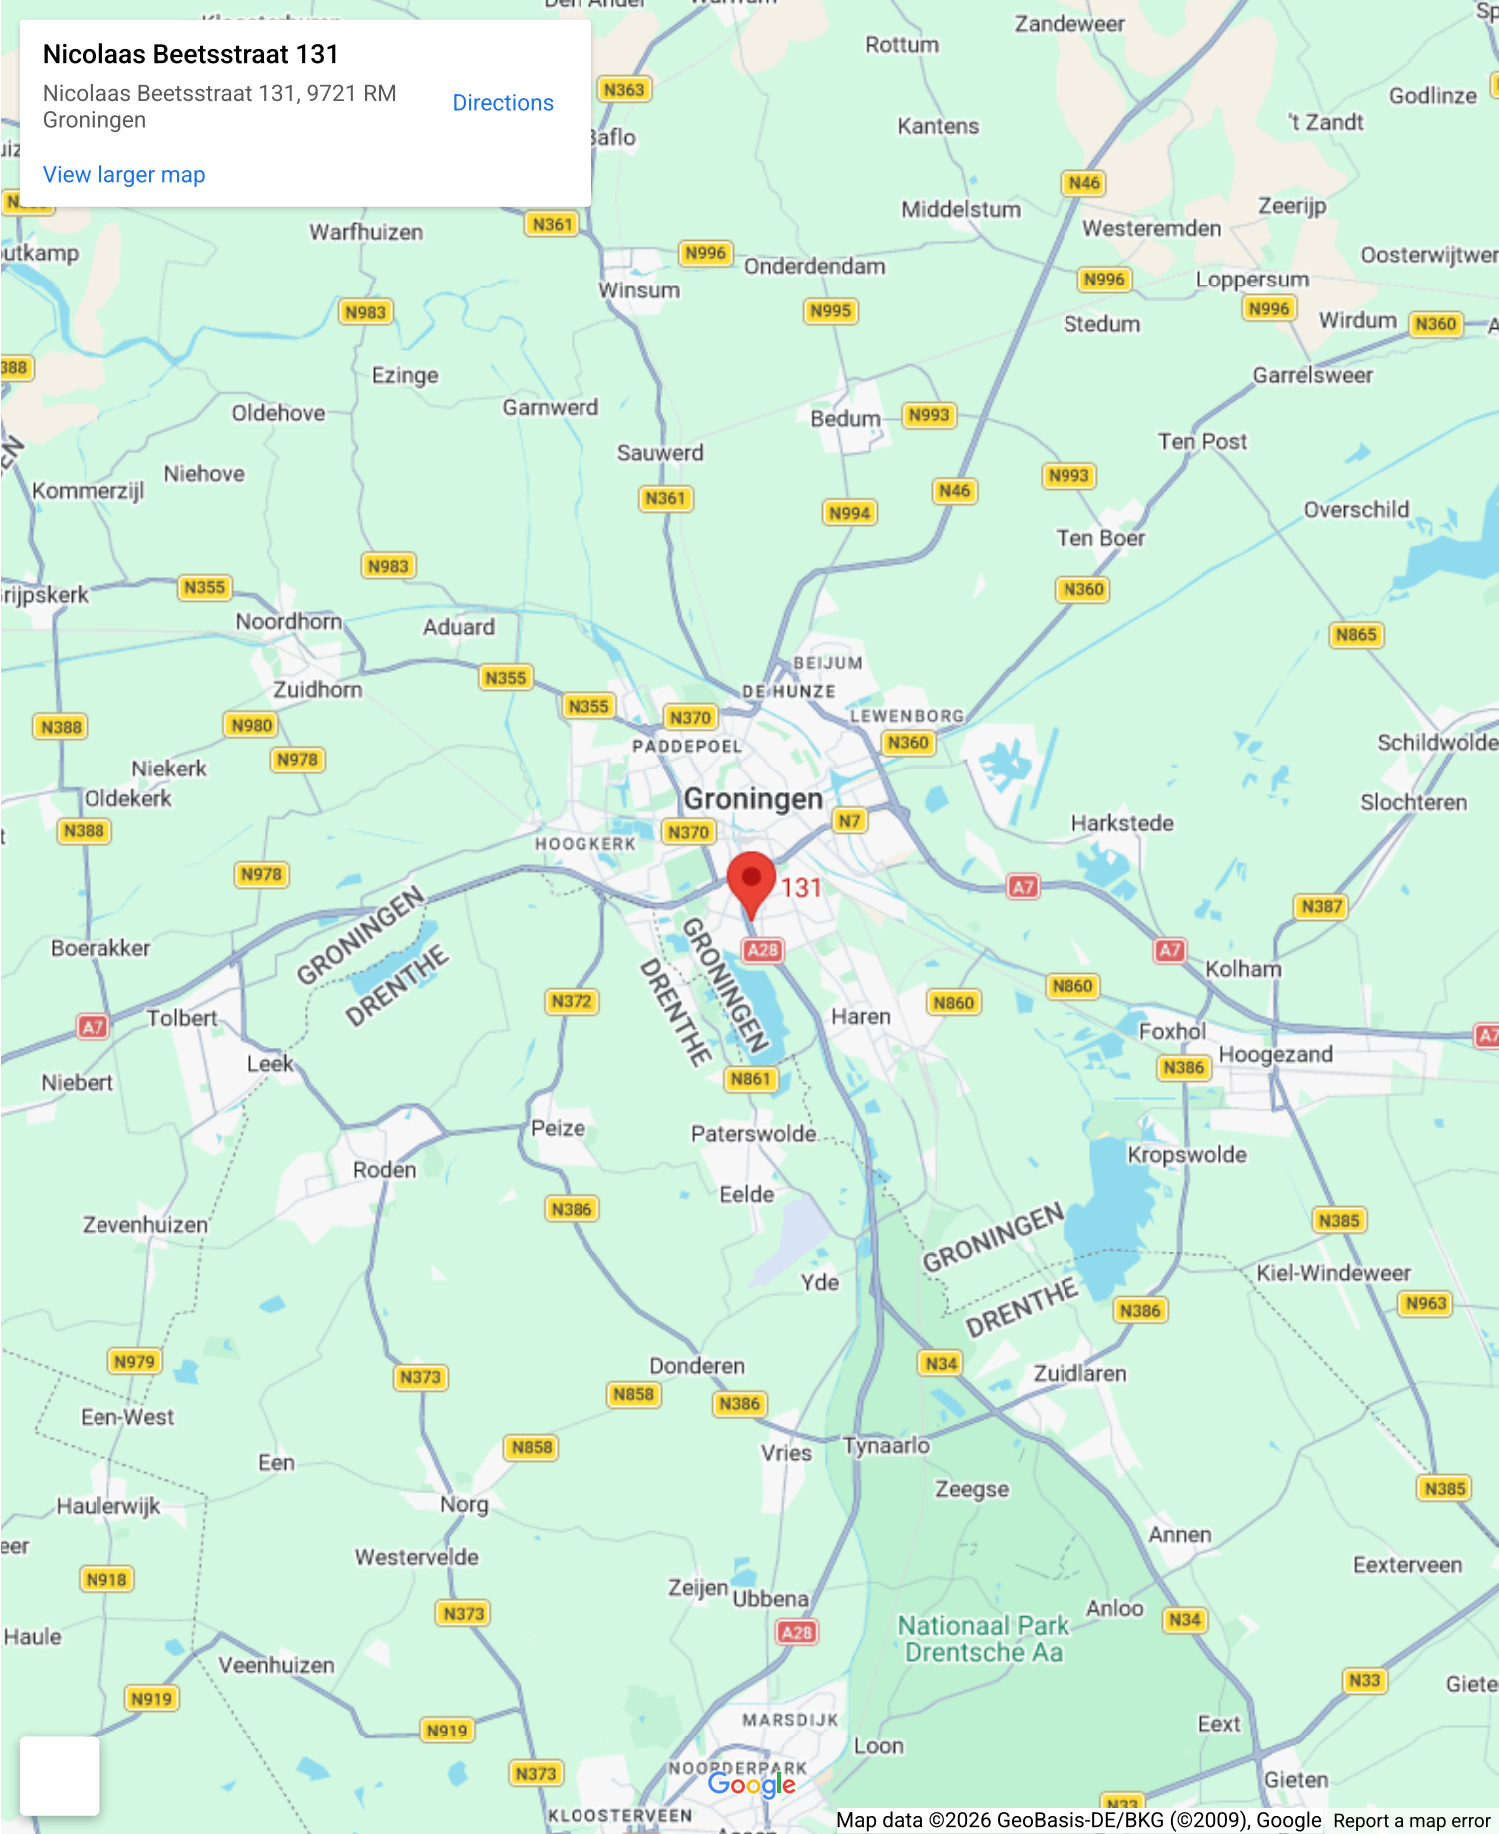 Nicolaas Beetsstraat 131
Nicolaas Beetsstraat 131, 9721 RM
Groningen
Directions
View larger map
Zandeweer
Rottum
N363
Godlinze
't Zandt
Kantens
Baflo
N46
Middelstum
Zeerijp
Westeremden
N361
Warfhuizen
N996
Onderdendam
Oosterwijtwer
N996
Loppersum
Winsum
N983
N995
N996
Wirdum
N360
Stedum
388
Ezinge
Garrelsweer
Oldehove
Garnwerd
Bedum
N993
Ten Post
Sauwerd
Niehove
N993
Kommerzijl
N361
N46
N994
Overschild
Ten Boer
N983
N355
N360
rijpskerk
Noordhorn
Aduard
N865
BEIJUM
N355
Zuidhorn
DE HUNZE
N355
N370
LEWENBORG
N388
N980
N360
PADDEPOEL
Schildwolde
N978
Niekerk
Oldekerk
Groningen
Slochteren
N388
N370
N7
Harkstede
HOOGKERK
N978
131
A7
N387
GRONINGEN
DRENTHE
Boerakker
GRONINGEN
DRENTHE
A28
A7
Kolham
N860
N372
N860
A7
Tolbert
Haren
Foxhol
A7
Leek
Hoogezand
N386
Niebert
N861
Peize
Paterswolde
Kropswolde
Roden
Eelde
N386
Zevenhuizen
N385
GRONINGEN
DRENTHE
Yde
Kiel-Windeweer
N963
N386
N979
Donderen
N34
Zuidlaren
N373
N858
N386
Een-West
Vries
Tynaarlo
N858
Een
Zeegse
N385
Haulerwijk
Norg
Annen
eer
Westervelde
Eexterveen
N918
Zeijen
Ubbena
Anloo
N373
N34
Haule
A28
Nationaal Park
Drentsche Aa
Veenhuizen
N33
Giete
N919
MARSDIJK
Eext
N919
Loon
NOORDERPARK
N373
Google
Gieten
N33
KLOOSTERVEEN
Map data ©2026 GeoBasis-DE/BKG (©2009), Google
Report a map error